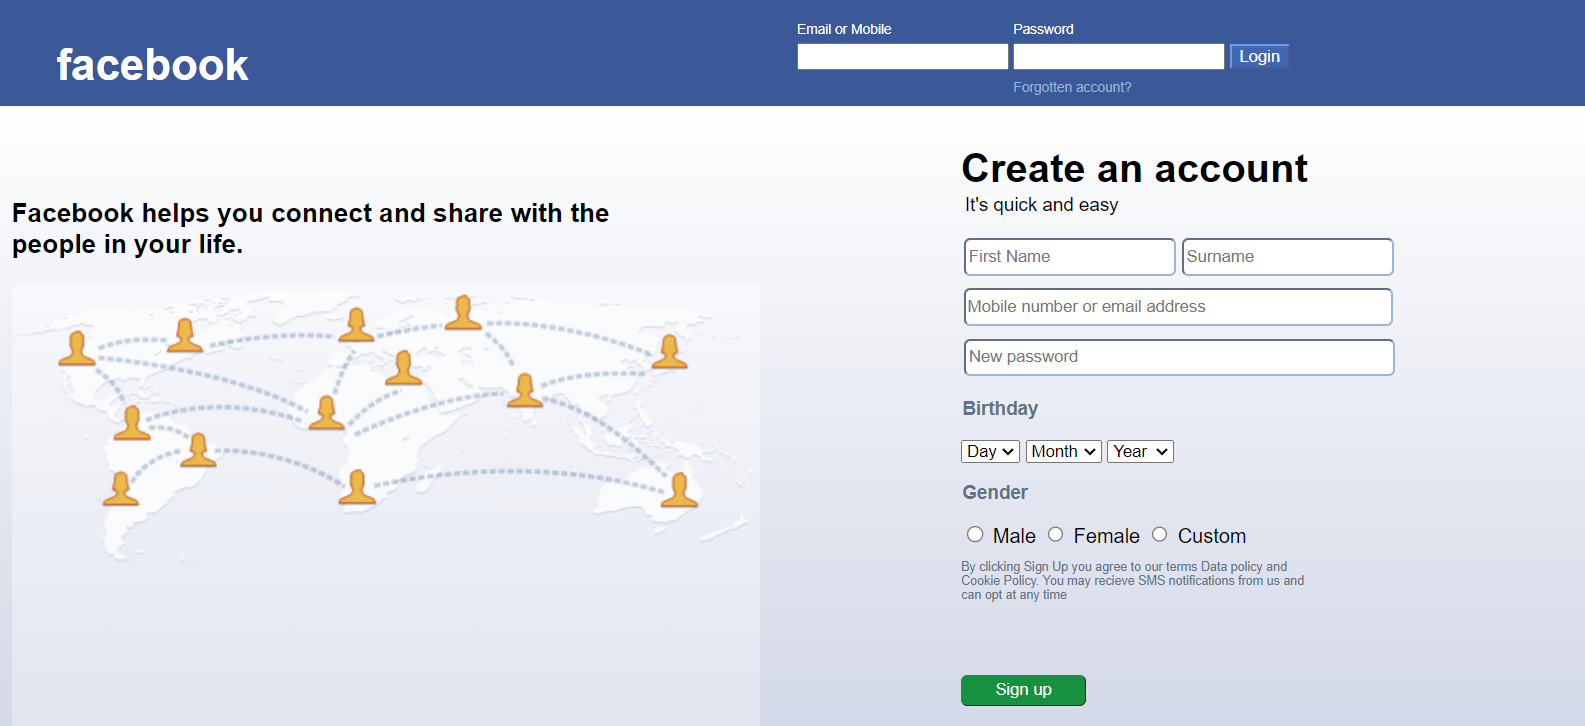 facebook
Email or Mobile
Password
Login
Forgotten account?
Facebook helps you connect and share with the
people in your life.
Create an account
It's quick and easy
First Name
Surname
Mobile number or email address
New password
Birthday
Day
Month
Year
Gender
Male
Female
Custom
By clicking Sign Up you agree to our terms Data policy and
Cookie Policy. You may recieve SMS notifications from us and
can opt at any time
Sign up